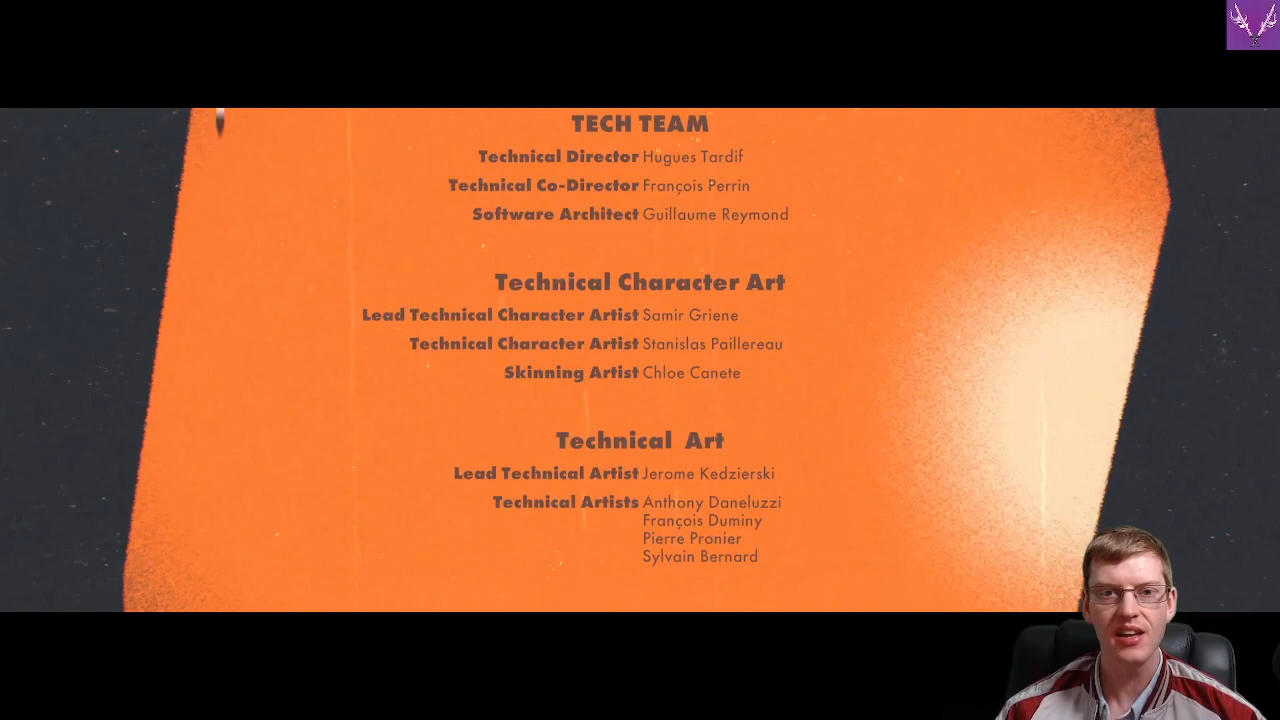 TECH TEAM
Technical Director Hugues Tardif
Technical Co-Director François Perrin
Software Architect Guillaume Reymond
Technical Character Art
Lead Technical Character Artist Samir Griene
Technical Character Artist Stanislas Paillereau
Skinning Artist Chloe Canete
Technical Art
Lead Technical Artist Jerome Kedzierski
Technical Artists Anthony Daneluzzi
François Duminy
Pierre Pronier
Sylvain Bernard